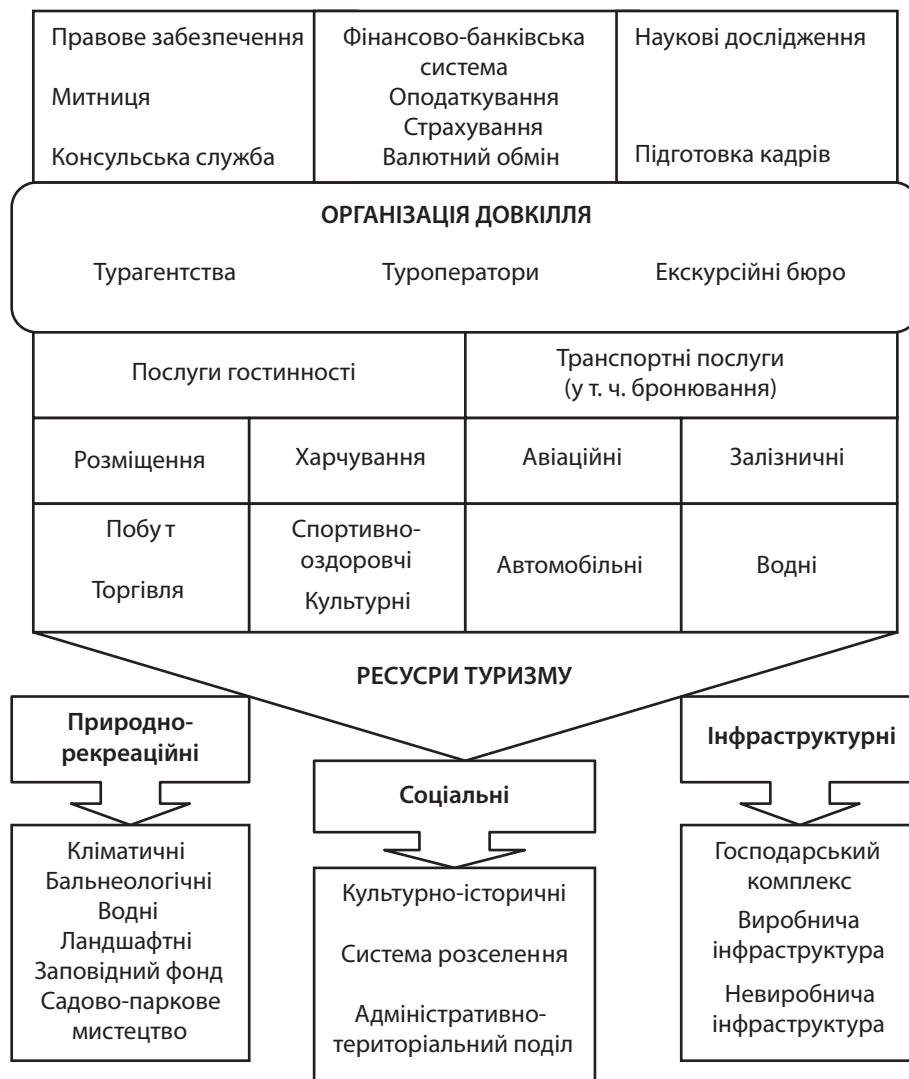 Правове забезпечення
Митниця
Консульська служба
Фінансово-банківська
система
Оподаткування
Страхування
Валютний обмін
Наукові дослідження
Підготовка кадрів
ОРГАНІЗАЦІЯ ДОВКІЛЛЯ
Турагентства
Туроператори
Екскурсійні бюро
Послуги гостинності
Транспортні послуги
(у т. ч. бронювання)
Розміщення
Харчування
Авіаційні
Залізничні
Побут
Торгівля
Спортивно-
оздоровчі
Культурні
Автомобільні
Водні
РЕСУСРИ ТУРИЗМУ
Природно-
рекреаційні
Соціальні
Інфраструктурні
Кліматичні
Бальнеологічні
Водні
Ландшафтні
Заповідний фонд
Садово-паркове
мистецтво
Культурно-історичні
Система розселення
Адміністративно-
територіальний поділ
Господарський
комплекс
Виробнича
інфраструктура
Невиробнича
інфраструктура